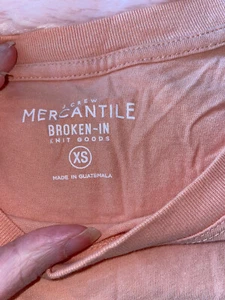 J.CREW
MERCANTILE
BROKEN-IN
KNIT GOODS
XS
MADE IN GUATEMALA